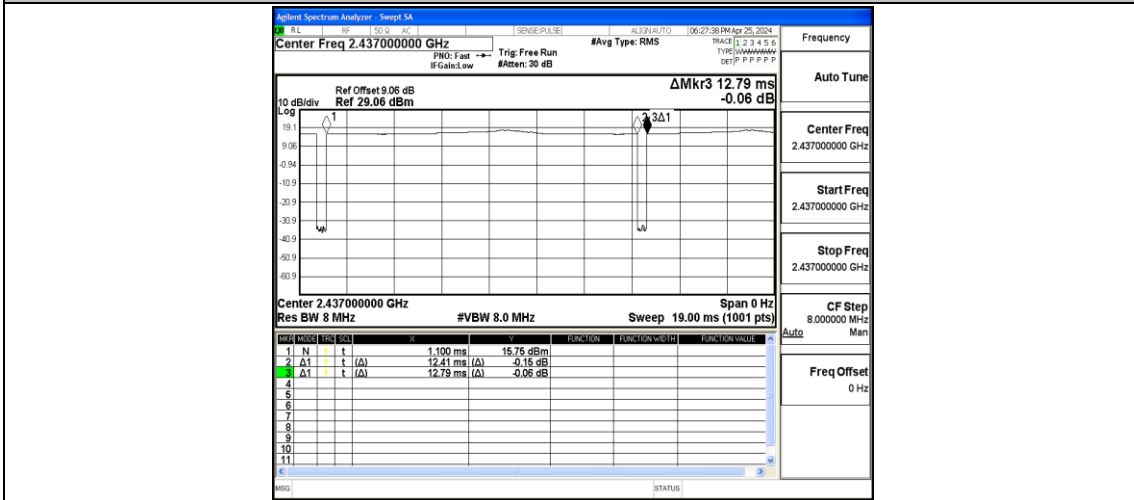 Agilent Spectrum Analyzer - Swept SA
RL RF 50 Ω AC SENSE:PULSE ALIGN AUTO 06:27:38 PM Apr 25, 2024
Center Freq 2.437000000 GHz
PNO: Fast
IFGain:Low
Trig: Free Run
#Atten: 30 dB
#Avg Type: RMS
TRACE 1 2 3 4 5 6
TYPE
DET P P P P P P
ΔMkr3 12.79 ms
-0.06 dB
Ref Offset 9.06 dB
10 dB/div Ref 29.06 dBm
Log
1
2 3Δ1
19.1
9.06
-0.94
-10.9
-20.9
-30.9
-40.9
-50.9
-60.9
Center 2.437000000 GHz Span 0 Hz
Res BW 8 MHz #VBW 8.0 MHz Sweep 19.00 ms (1001 pts)
MKR MODE TRC SCL X Y FUNCTION FUNCTION WIDTH FUNCTION VALUE
1 N 1 t 1.100 ms 15.75 dBm
2 Δ1 1 t (Δ) 12.41 ms (Δ) -0.15 dB
3 Δ1 1 t (Δ) 12.79 ms (Δ) -0.06 dB
4
5
6
7
8
9
10
11
MSG STATUS
Frequency
Auto Tune
Center Freq
2.437000000 GHz
Start Freq
2.437000000 GHz
Stop Freq
2.437000000 GHz
CF Step
8.000000 MHz
Auto Man
Freq Offset
0 Hz